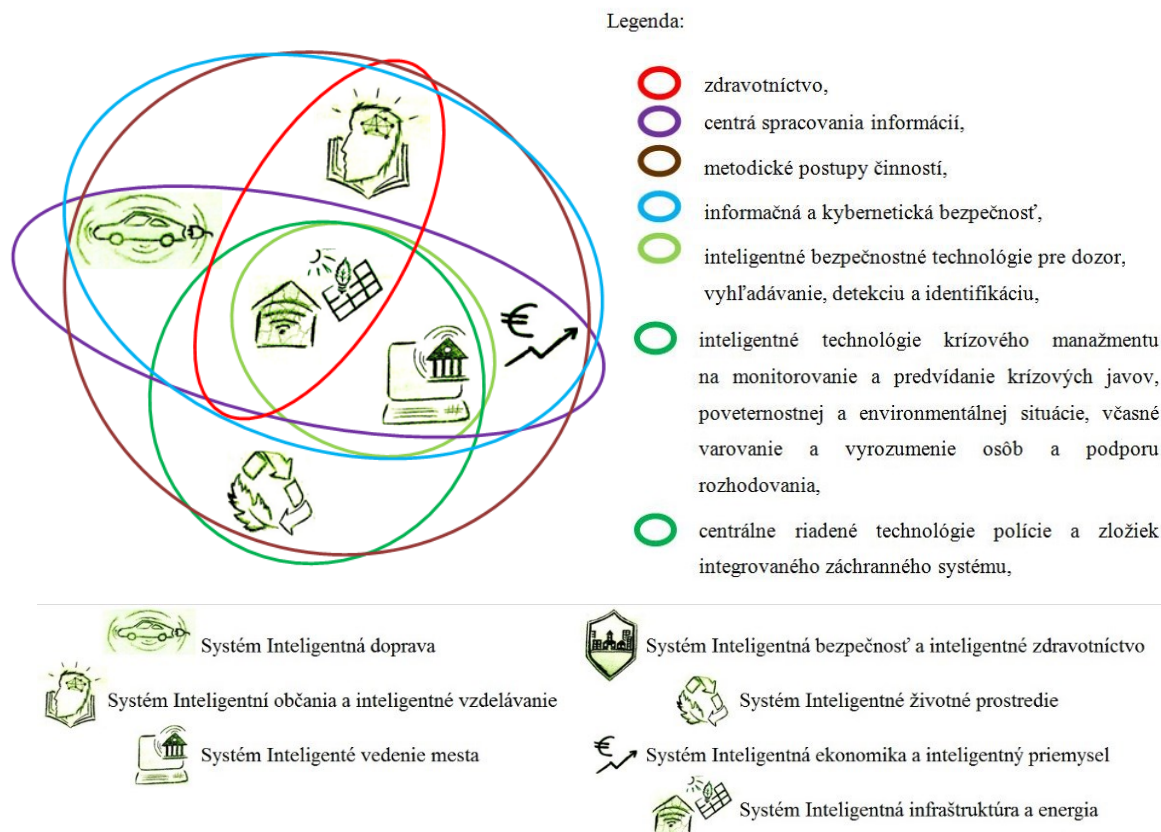 Legenda:
zdravotníctvo,
centrá spracovania informácií,
metodické postupy činností,
informačná a kybernetická bezpečnosť,
inteligentné bezpečnostné technológie pre dozor,
vyhľadávanie, detekciu a identifikáciu,
inteligentné technológie krízového manažmentu
na monitorovanie a predvídanie krízových javov,
poveternostnej a environmentálnej situácie, včasné
varovanie a vyrozumenie osôb a podporu
rozhodovania,
centrálne riadené technológie polície a zložiek
integrovaného záchranného systému,
€
Systém Inteligentná doprava
Systém Inteligentná bezpečnosť a inteligentné zdravotníctvo
Systém Inteligentní občania a inteligentné vzdelávanie
Systém Inteligentné životné prostredie
Systém Inteligenté vedenie mesta
€ Systém Inteligentná ekonomika a inteligentný priemysel
Systém Inteligentná infraštruktúra a energia